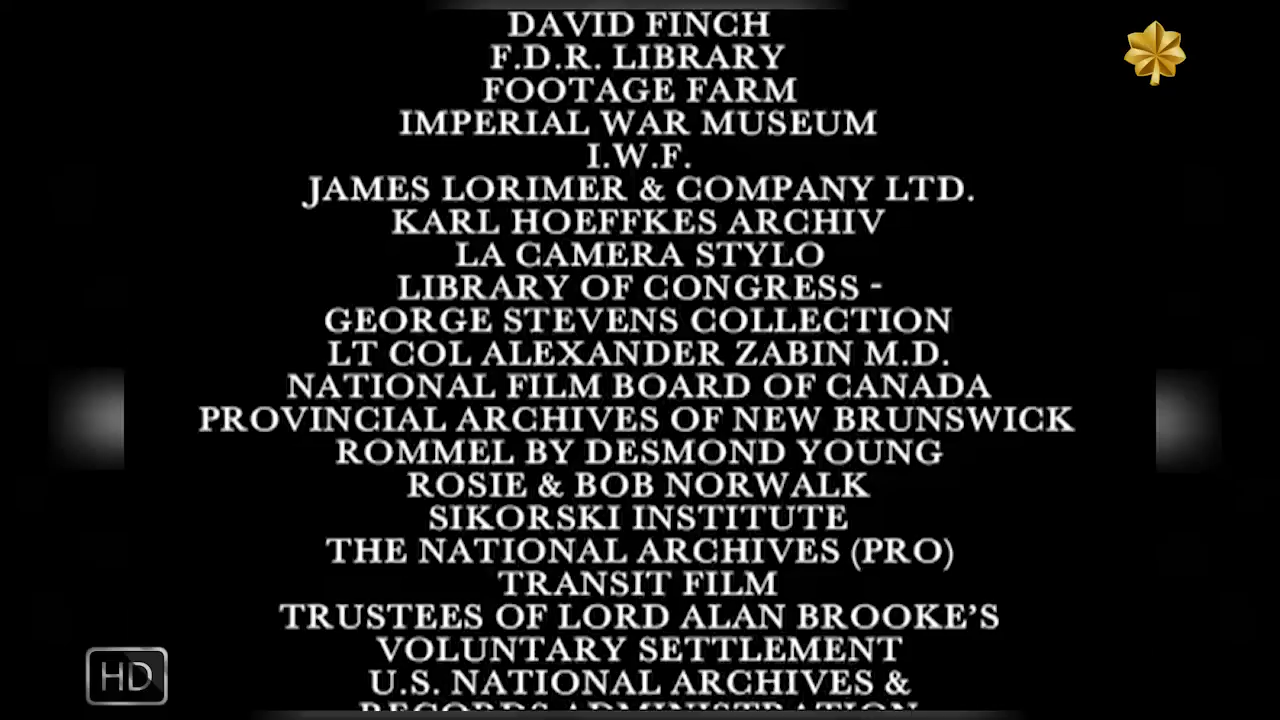 DAVID FINCH
F.D.R. LIBRARY
FOOTAGE FARM
IMPERIAL WAR MUSEUM
I.W.F.
JAMES LORIMER & COMPANY LTD.
KARL HOEFFKES ARCHIV
LA CAMERA STYLO
LIBRARY OF CONGRESS -
GEORGE STEVENS COLLECTION
LT COL ALEXANDER ZABIN M.D.
NATIONAL FILM BOARD OF CANADA
PROVINCIAL ARCHIVES OF NEW BRUNSWICK
ROMMEL BY DESMOND YOUNG
ROSIE & BOB NORWALK
SIKORSKI INSTITUTE
THE NATIONAL ARCHIVES (PRO)
TRANSIT FILM
TRUSTEES OF LORD ALAN BROOKE'S
VOLUNTARY SETTLEMENT
U.S. NATIONAL ARCHIVES &
RECORDS ADMINISTRATION
HD